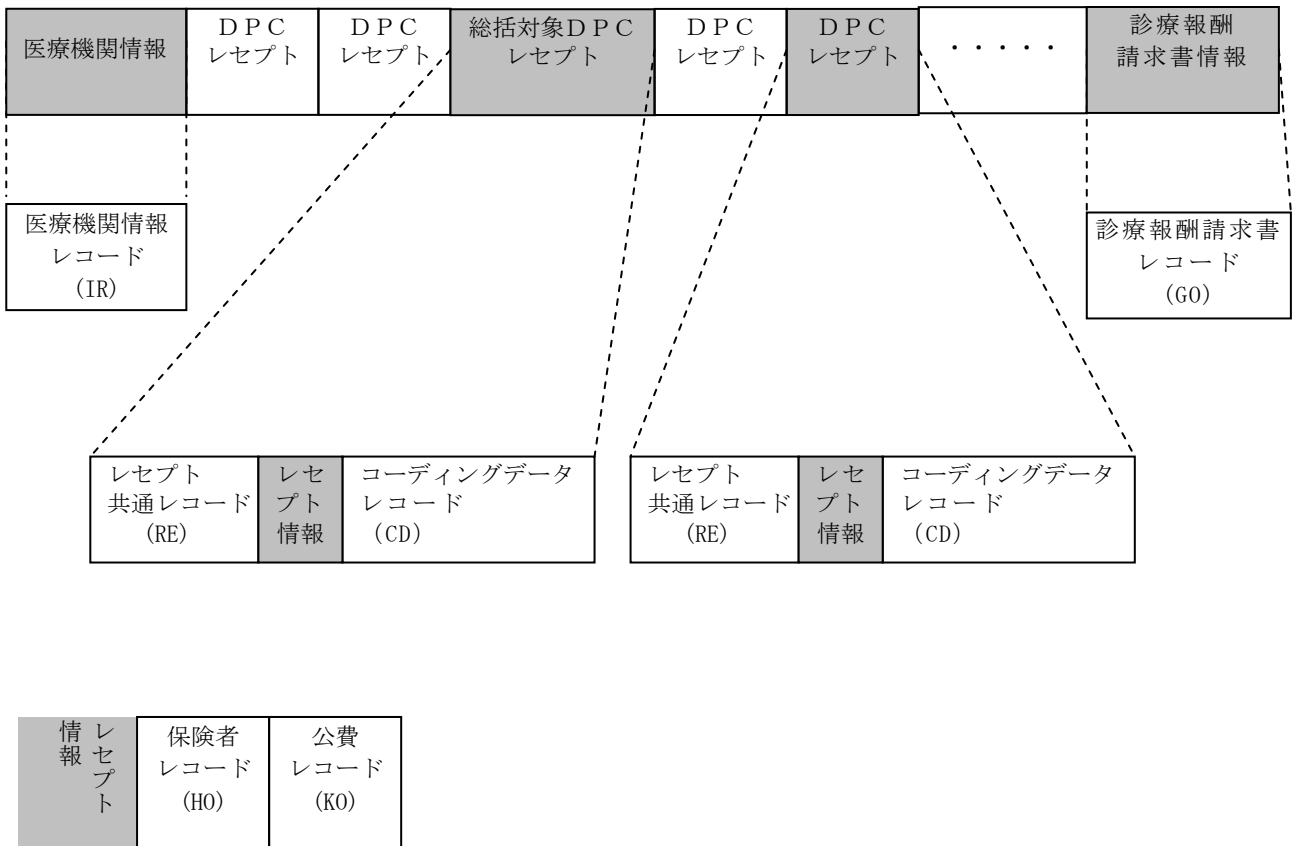 医療機関情報
ＤＰＣ
レセプト
ＤＰＣ
レセプト
総括対象ＤＰＣ
レセプト
ＤＰＣ
レセプト
ＤＰＣ
レセプト
・・・・・
診療報酬
請求書情報
医療機関情報
レコード
(IR)
診療報酬請求書
レコード
(GO)
レセプト
共通レコード
(RE)
レセ
プト
情報
コーディングデータ
レコード
(CD)
レセプト
共通レコード
(RE)
レセ
プト
情報
コーディングデータ
レコード
(CD)
レセプト
情報
保険者
レコード
(HO)
公費
レコード
(KO)